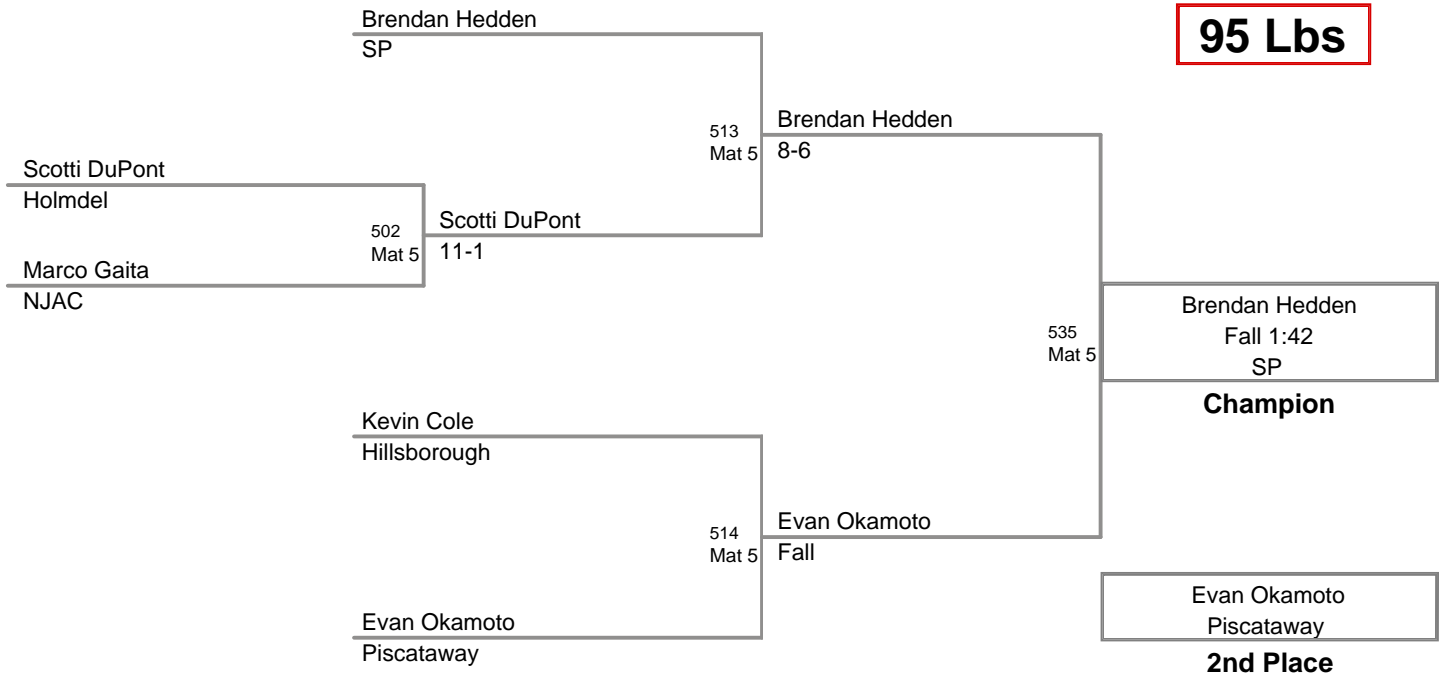 Brendan Hedden
SP
95 Lbs
513
Mat 5
Brendan Hedden
8-6
Scotti DuPont
Holmdel
502
Mat 5
Scotti DuPont
11-1
Marco Gaita
NJAC
535
Mat 5
Brendan Hedden
Fall 1:42
SP
Champion
Kevin Cole
Hillsborough
514
Mat 5
Evan Okamoto
Fall
Evan Okamoto
Piscataway
Evan Okamoto
Piscataway
2nd Place